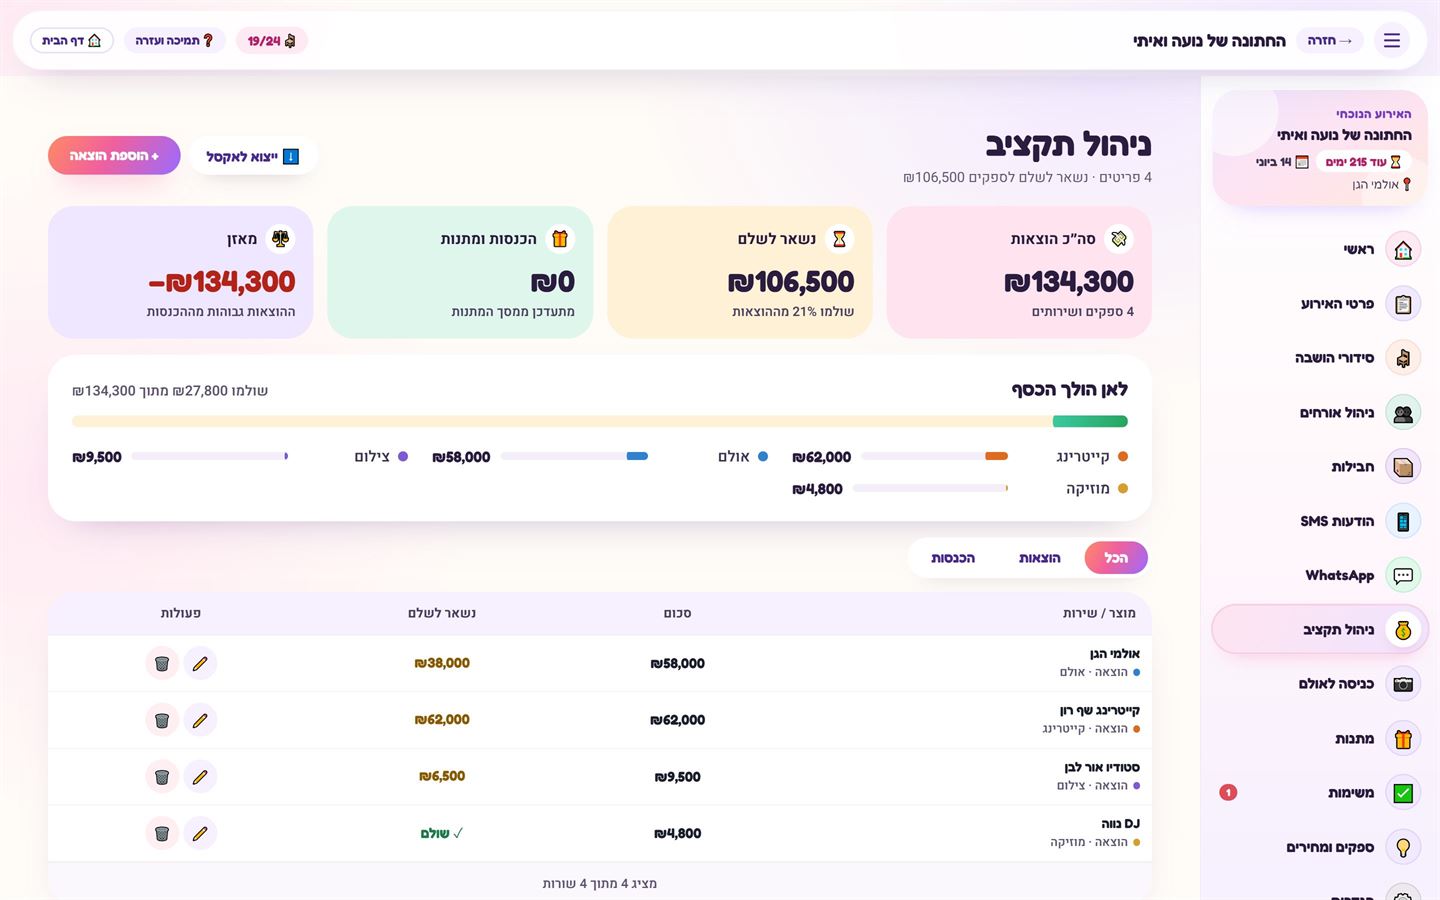 → חזרה
החתונה של נועה ואיתי
19/24
תמיכה ועזרה
דף הבית
האירוע הנוכחי
החתונה של נועה ואיתי
עוד 215 ימים
14 ביוני
אולמי הגן
ראשי
פרטי האירוע
סידורי הושבה
ניהול אורחים
חבילות
הודעות SMS
WhatsApp
ניהול תקציב
כניסה לאולם
מתנות
משימות
1
ספקים ומחירים
ניהול תקציב
4 פריטים · נשאר לשלם לספקים ₪106,500
ייצוא לאקסל
+ הוספת הוצאה
סה״כ הוצאות
₪134,300
4 ספקים ושירותים
נשאר לשלם
₪106,500
שולמו 21% מההוצאות
הכנסות ומתנות
₪0
מתעדכן ממסך המתנות
מאזן
−₪134,300
ההוצאות גבוהות מההכנסות
לאן הולך הכסף
שולמו ₪27,800 מתוך ₪134,300
קייטרינג ₪62,000
אולם ₪58,000
צילום ₪9,500
מוזיקה ₪4,800
הכל
הוצאות
הכנסות
מוצר / שירות
סכום
נשאר לשלם
פעולות
אולמי הגן
הוצאה · אולם
₪58,000
₪38,000
קייטרינג שף רון
הוצאה · קייטרינג
₪62,000
₪62,000
סטודיו אור לבן
הוצאה · צילום
₪9,500
₪6,500
DJ נווה
הוצאה · מוזיקה
₪4,800
✓ שולם
מציג 4 מתוך 4 שורות